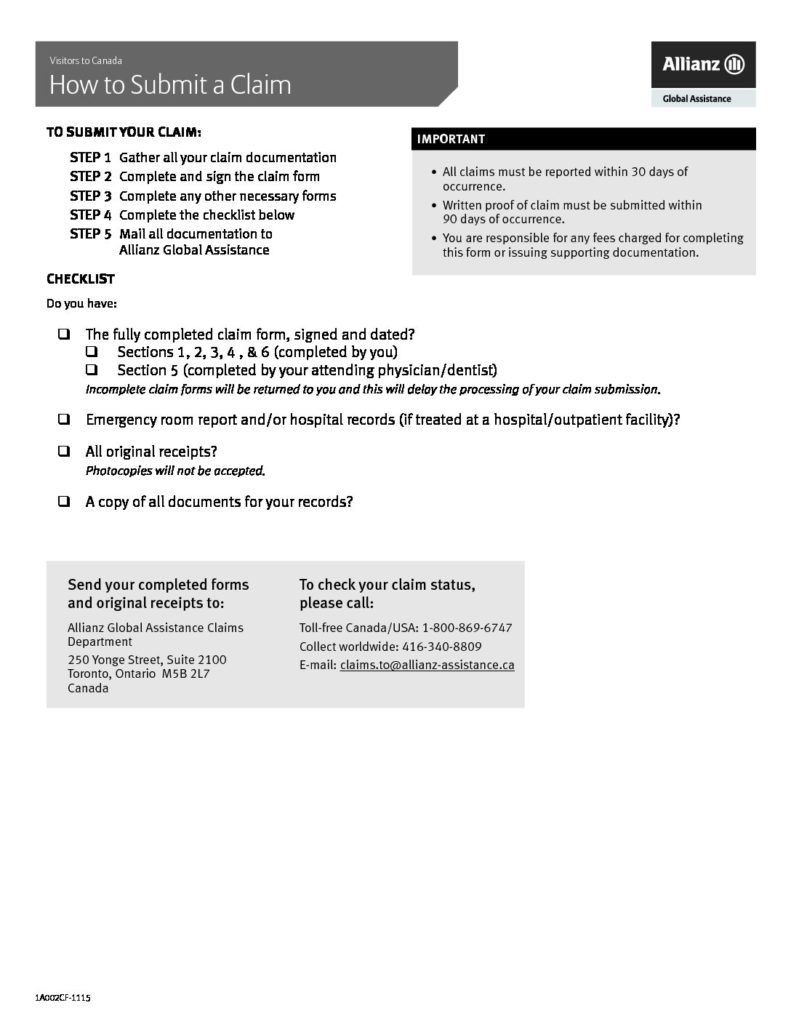 Visitors to Canada
How to Submit a Claim
Allianz
Global Assistance
TO SUBMIT YOUR CLAIM:
STEP 1 Gather all your claim documentation
STEP 2 Complete and sign the claim form
STEP 3 Complete any other necessary forms
STEP 4 Complete the checklist below
STEP 5 Mail all documentation to
Allianz Global Assistance
IMPORTANT
• All claims must be reported within 30 days of
occurrence.
• Written proof of claim must be submitted within
90 days of occurrence.
• You are responsible for any fees charged for completing
this form or issuing supporting documentation.
CHECKLIST
Do you have:
❑ The fully completed claim form, signed and dated?
❑ Sections 1, 2, 3, 4 , & 6 (completed by you)
❑ Section 5 (completed by your attending physician/dentist)
Incomplete claim forms will be returned to you and this will delay the processing of your claim submission.
❑ Emergency room report and/or hospital records (if treated at a hospital/outpatient facility)?
❑ All original receipts?
Photocopies will not be accepted.
❑ A copy of all documents for your records?
Send your completed forms
and original receipts to:
Allianz Global Assistance Claims
Department
250 Yonge Street, Suite 2100
Toronto, Ontario M5B 2L7
Canada
To check your claim status,
please call:
Toll-free Canada/USA: 1-800-869-6747
Collect worldwide: 416-340-8809
E-mail: claims.to@allianz-assistance.ca
1A002CF-1115